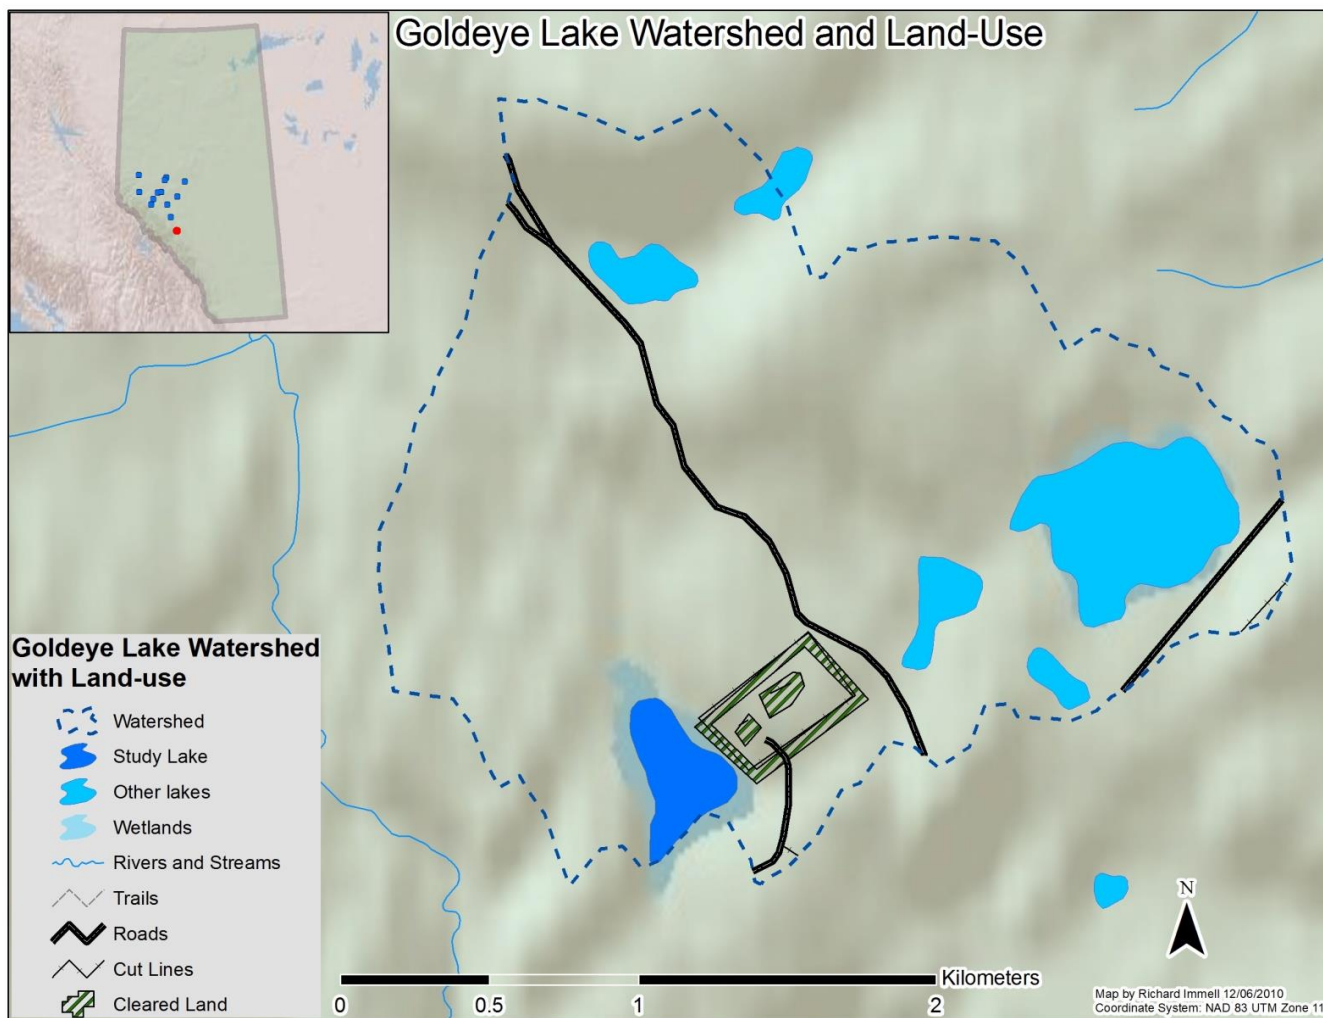 Goldeye Lake Watershed and Land-Use
Goldeye Lake Watershed
with Land-use
Watershed
Study Lake
Other lakes
Wetlands
Rivers and Streams
Trails
Roads
Cut Lines
Cleared Land
Kilometers
0 0.5 1 2
N
Map by Richard Immell 12/06/2010
Coordinate System: NAD 83 UTM Zone 11